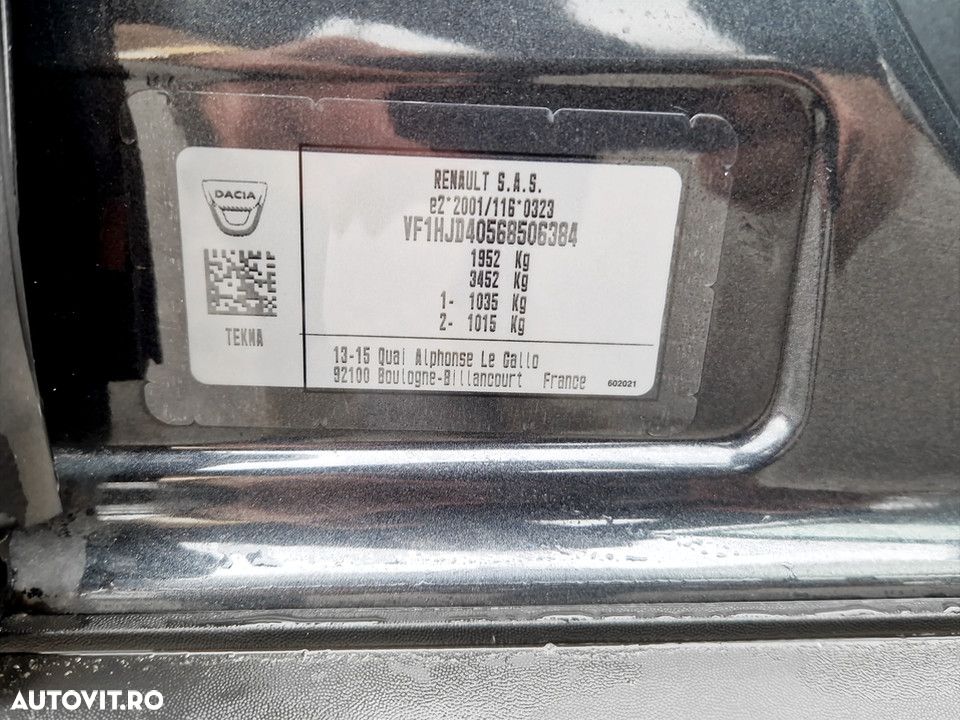 DACIA
TEKNA
RENAULT S.A.S.
e2*2001/116*0323
VF1HJD40568506384
1952 Kg
3452 Kg
1- 1035 Kg
2- 1015 Kg
13-15 Quai Alphonse Le Gallo
92100 Boulogne-Billancourt France
602021
AUTOVIT.RO